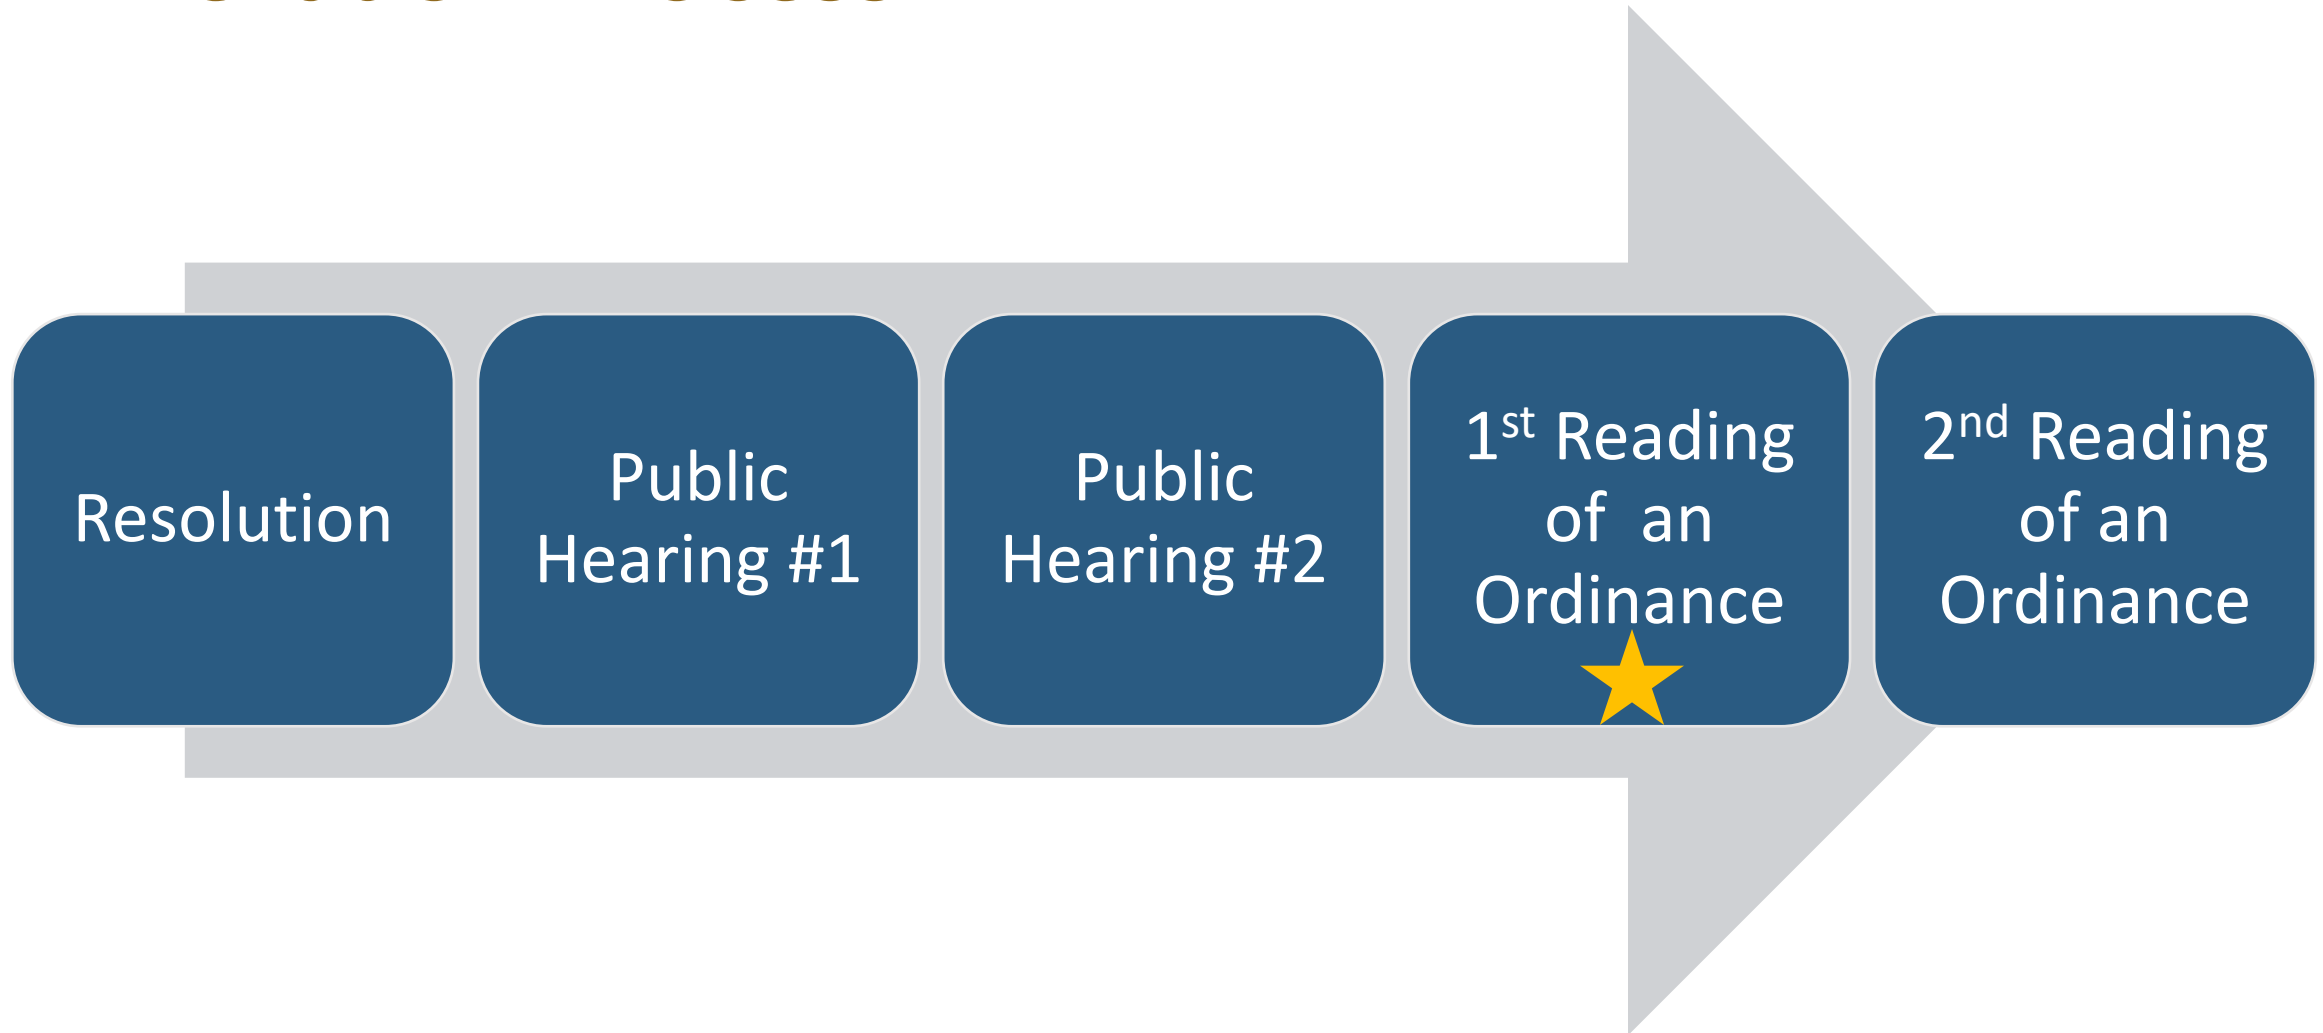 Resolution
Public
Hearing #1
Public
Hearing #2
1st Reading
of  an
Ordinance
2nd Reading
of an
Ordinance